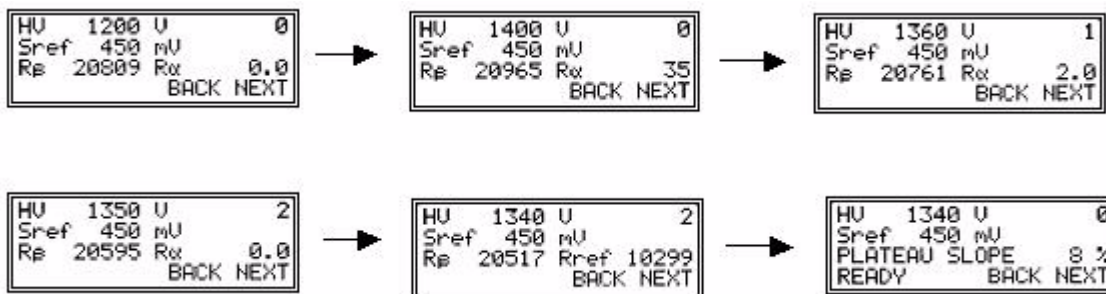 HV 1200 V 0
Sref 450 mV
Rβ 20809 Rα 0.0
BACK NEXT
HV 1400 V 0
Sref 450 mV
Rβ 20965 Rα 35
BACK NEXT
HV 1360 V 1
Sref 450 mV
Rβ 20761 Rα 2.0
BACK NEXT
HV 1350 V 2
Sref 450 mV
Rβ 20595 Rα 0.0
BACK NEXT
HV 1340 V 2
Sref 450 mV
Rβ 20517 Rref 10299
BACK NEXT
HV 1340 V 0
Sref 450 mV
PLATEAU SLOPE 8 %
READY BACK NEXT